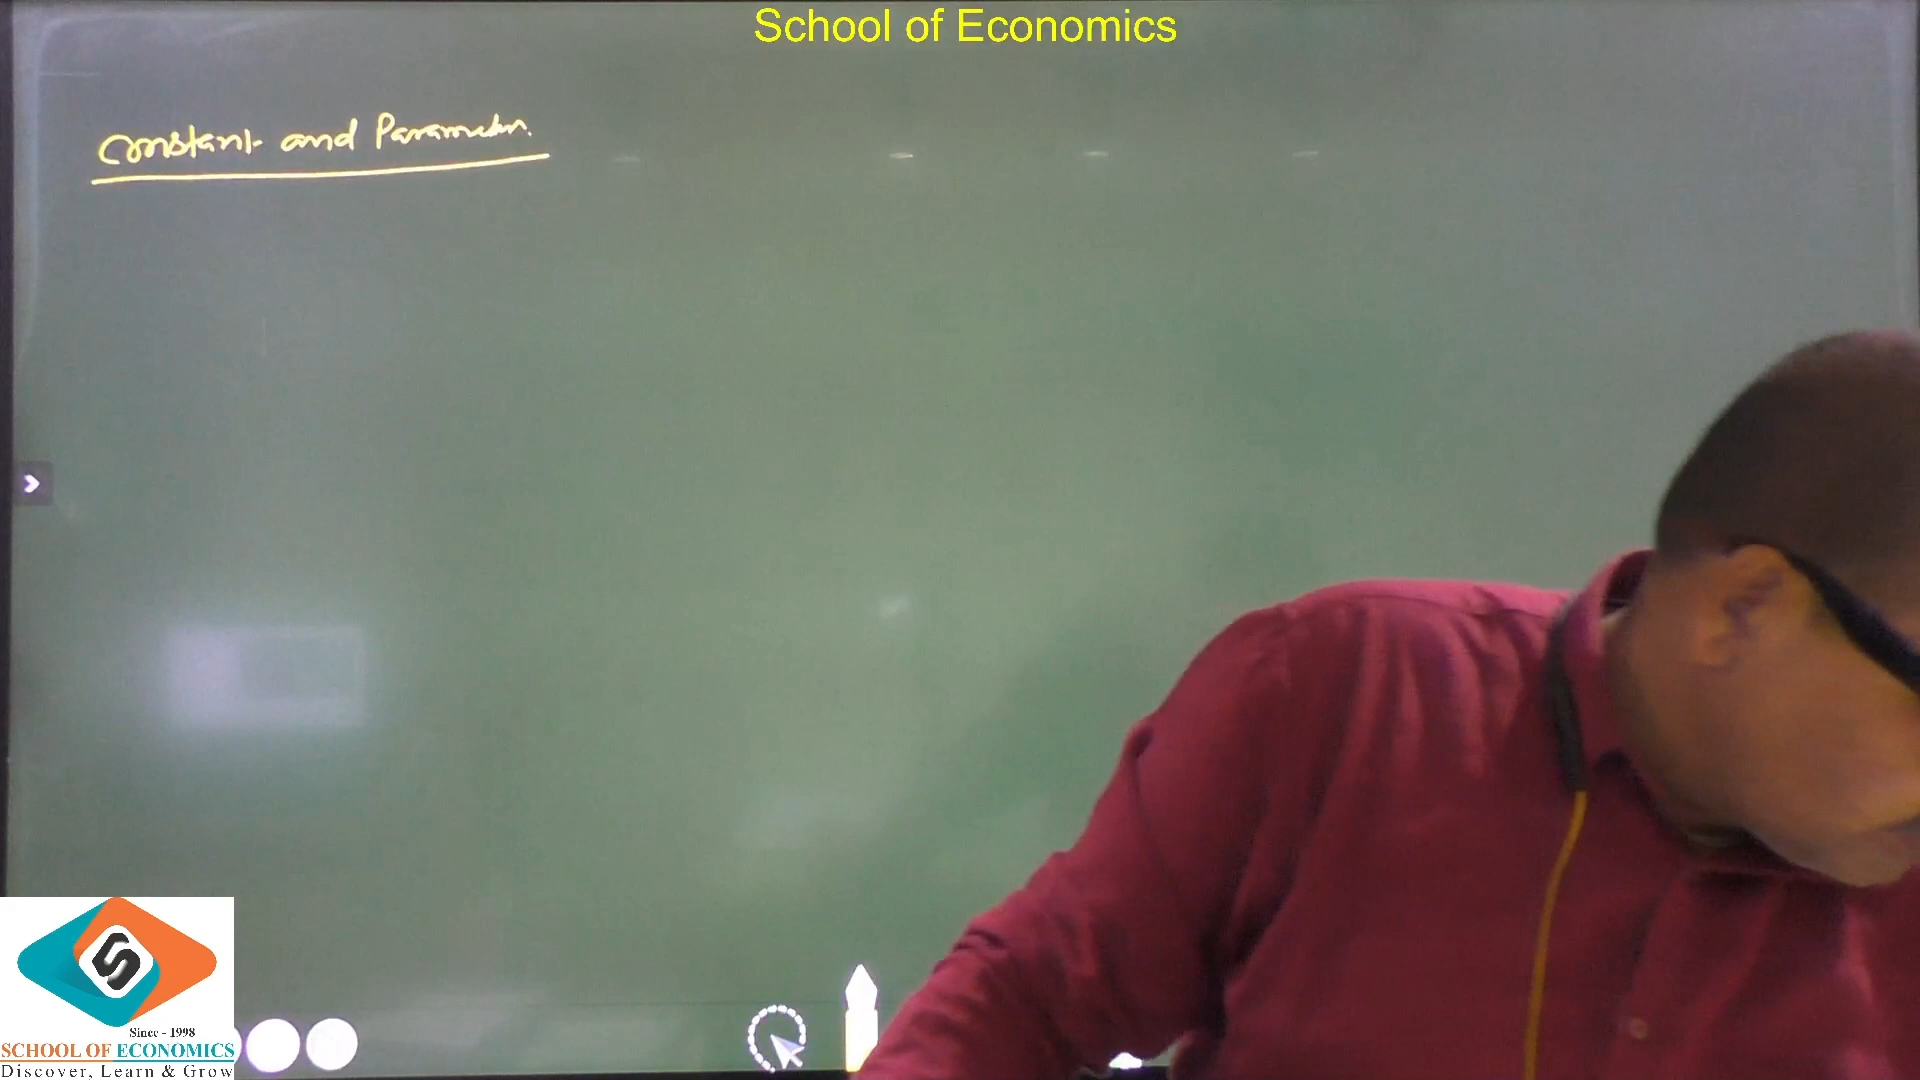 School of Economics
Constant and Parameter.
Since - 1998
SCHOOL OF ECONOMICS
Discover, Learn & Grow